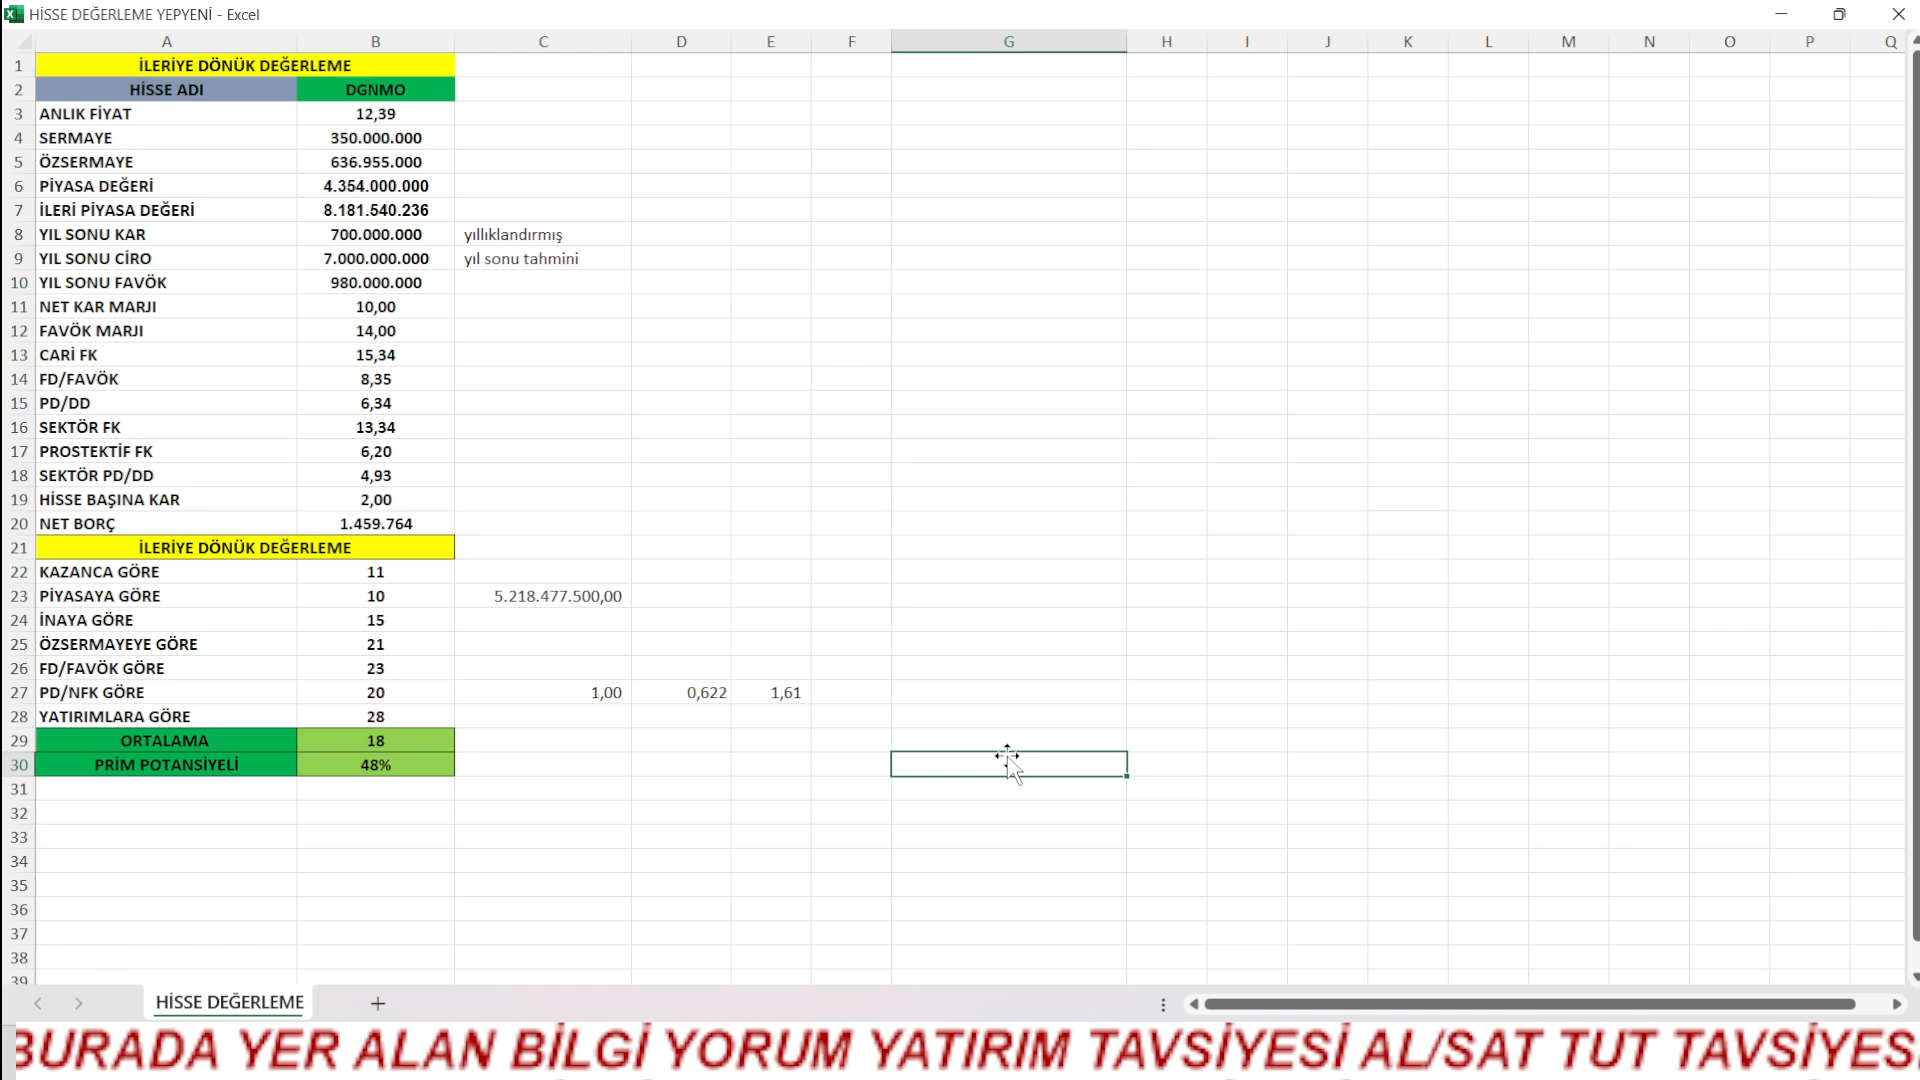 HİSSE DEĞERLEME YEPYENİ - Excel
A B C D E F G H I J K L M N O P Q
1 İLERİYE DÖNÜK DEĞERLEME
2 HİSSE ADI DGNMO
3 ANLIK FİYAT 12,39
4 SERMAYE 350.000.000
5 ÖZSERMAYE 636.955.000
6 PİYASA DEĞERİ 4.354.000.000
7 İLERİ PİYASA DEĞERİ 8.181.540.236
8 YIL SONU KAR 700.000.000 yıllıklandırmış
9 YIL SONU CİRO 7.000.000.000 yıl sonu tahmini
10 YIL SONU FAVÖK 980.000.000
11 NET KAR MARJI 10,00
12 FAVÖK MARJI 14,00
13 CARİ FK 15,34
14 FD/FAVÖK 8,35
15 PD/DD 6,34
16 SEKTÖR FK 13,34
17 PROSTEKTİF FK 6,20
18 SEKTÖR PD/DD 4,93
19 HİSSE BAŞINA KAR 2,00
20 NET BORÇ 1.459.764
21 İLERİYE DÖNÜK DEĞERLEME
22 KAZANCA GÖRE 11
23 PİYASAYA GÖRE 10 5.218.477.500,00
24 İNAYA GÖRE 15
25 ÖZSERMAYEYE GÖRE 21
26 FD/FAVÖK GÖRE 23
27 PD/NFK GÖRE 20 1,00 0,622 1,61
28 YATIRIMLARA GÖRE 28
29 ORTALAMA 18
30 PRİM POTANSİYELİ 48%
31
32
33
34
35
36
37
38
39
HİSSE DEĞERLEME
BURADA YER ALAN BİLGİ YORUM YATIRIM TAVSİYESİ AL/SAT TUT TAVSİYES